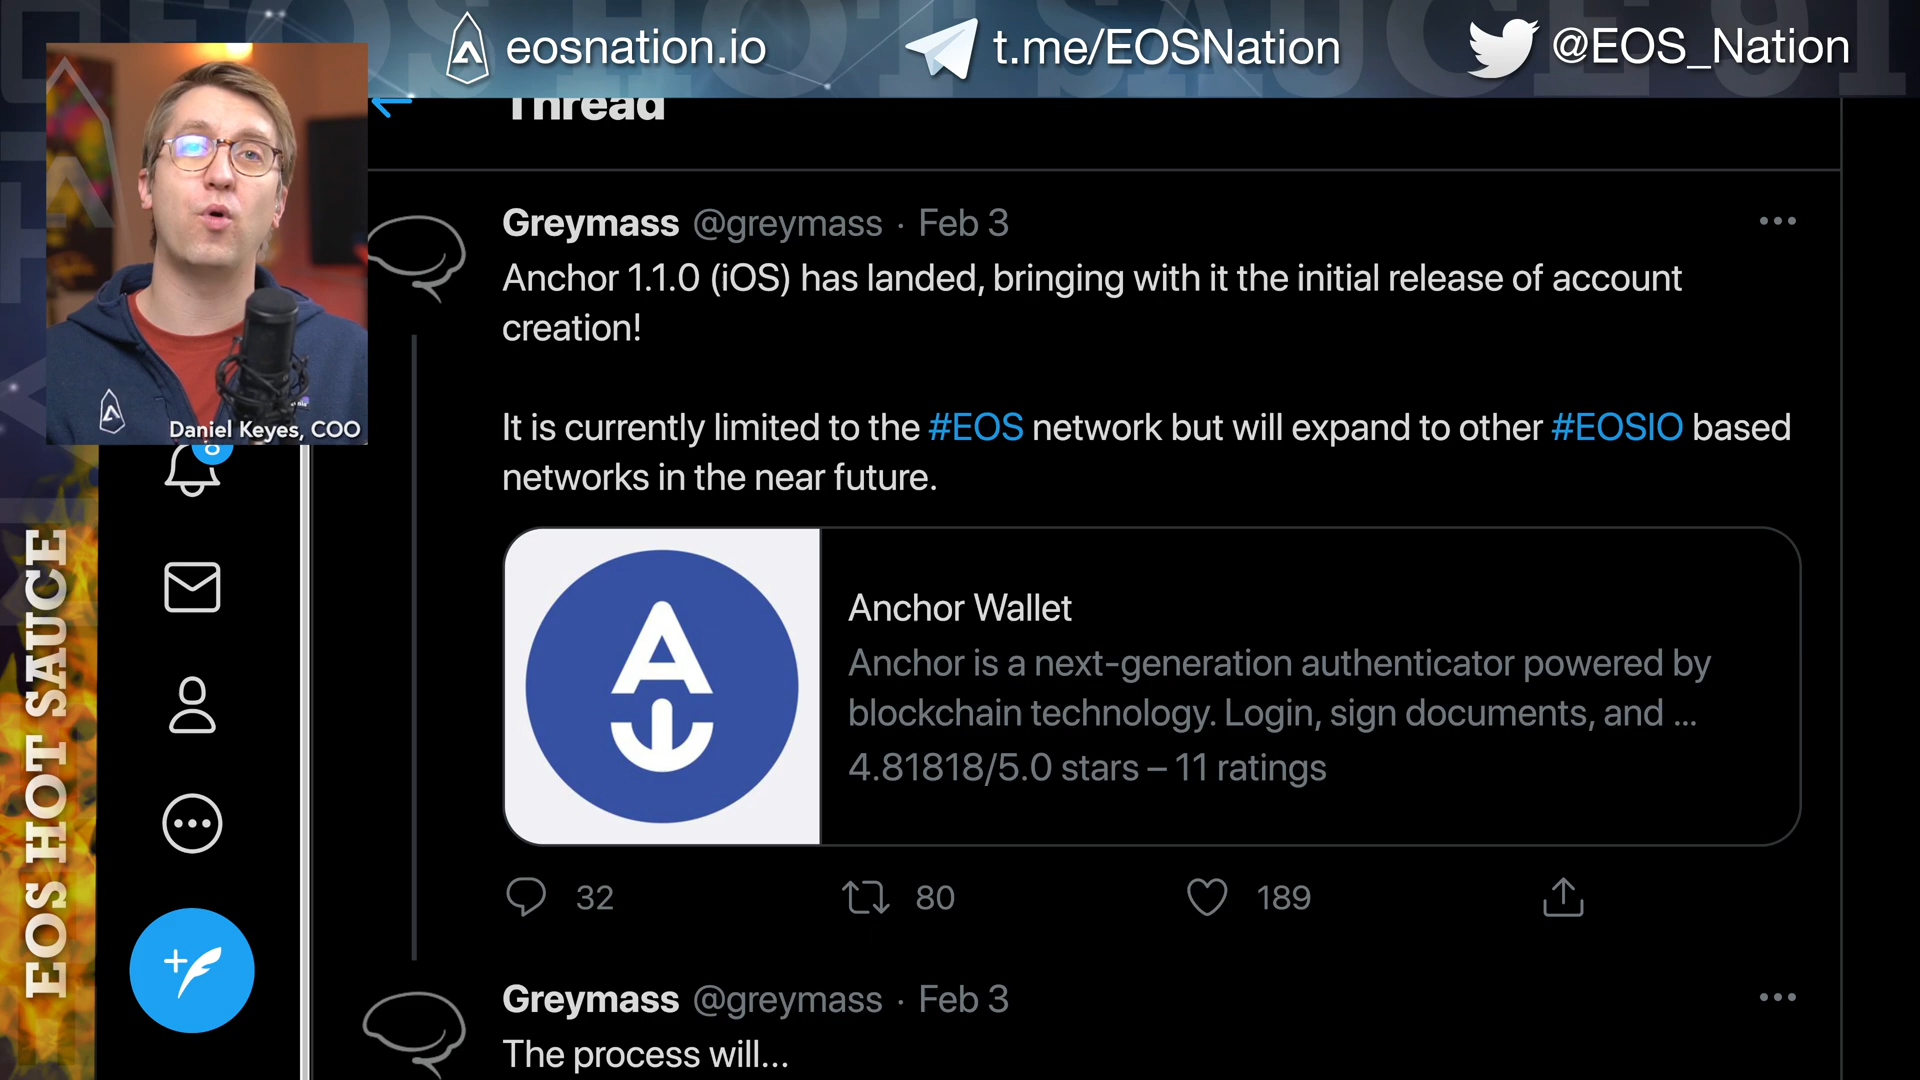 eosnation.io
t.me/EOSNation
@EOS_Nation
EOS HOT SAUCE 91
Thread
Daniel Keyes, COO
EOS HOT SAUCE
Greymass @greymass · Feb 3
Anchor 1.1.0 (iOS) has landed, bringing with it the initial release of account
creation!
It is currently limited to the #EOS network but will expand to other #EOSIO based
networks in the near future.
Anchor Wallet
Anchor is a next-generation authenticator powered by
blockchain technology. Login, sign documents, and ...
4.81818/5.0 stars – 11 ratings
32
80
189
Greymass @greymass · Feb 3
The process will...